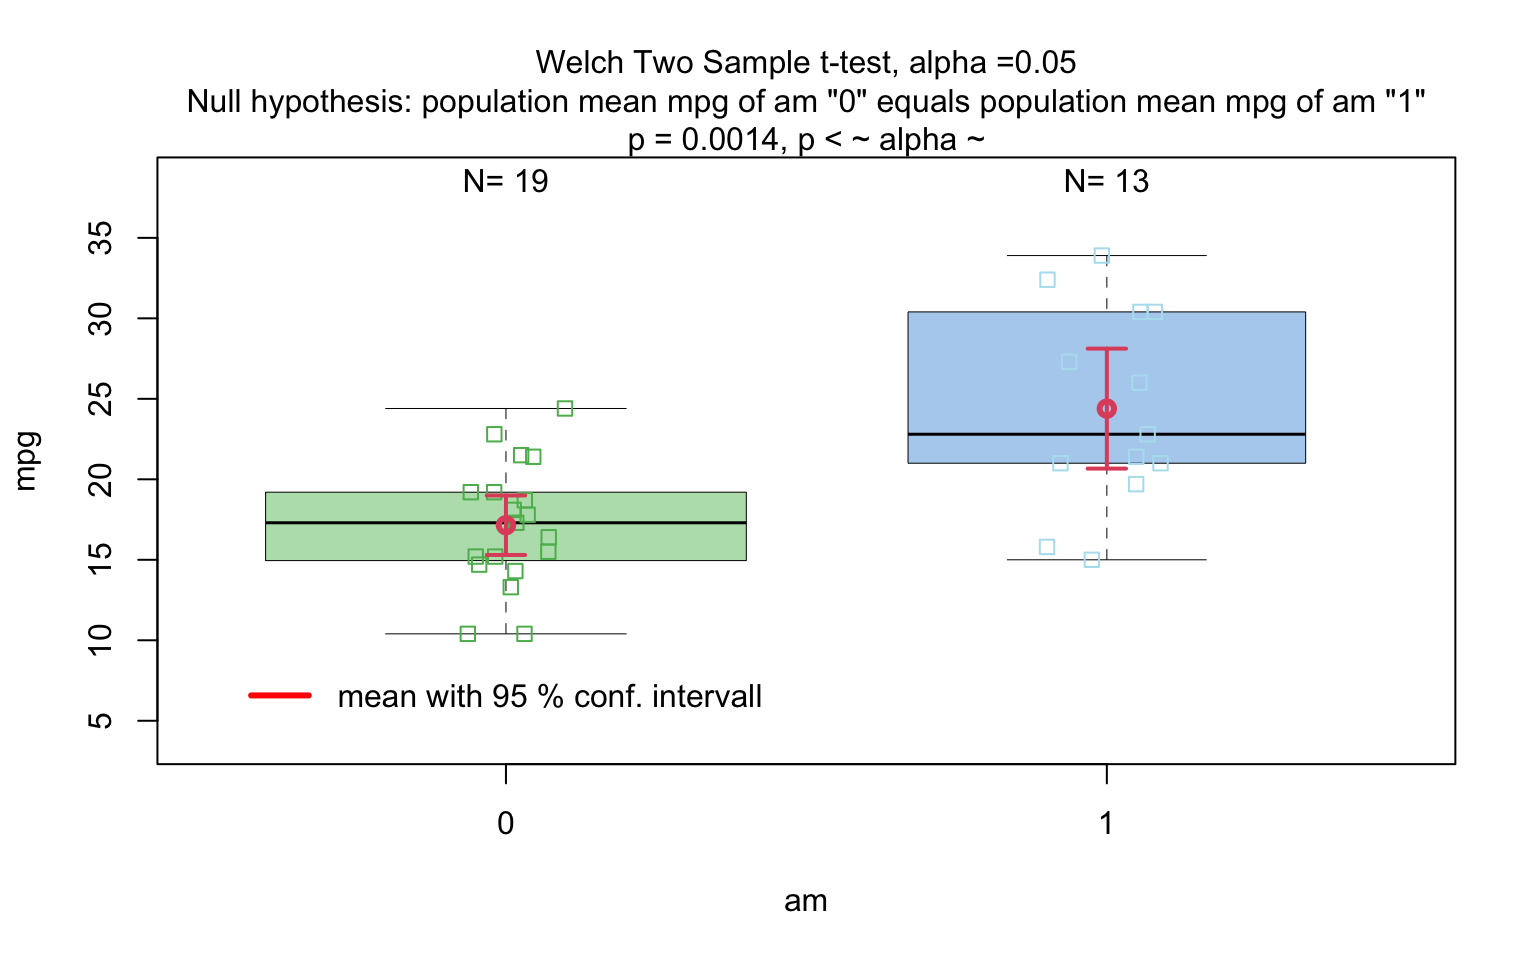 Welch Two Sample t-test, alpha =0.05
Null hypothesis: population mean mpg of am "0" equals population mean mpg of am "1"
p = 0.0014, p < ~ alpha ~
N= 19
N= 13
35
30
25
20
15
10
5
mpg
mean with 95 % conf. intervall
0
1
am